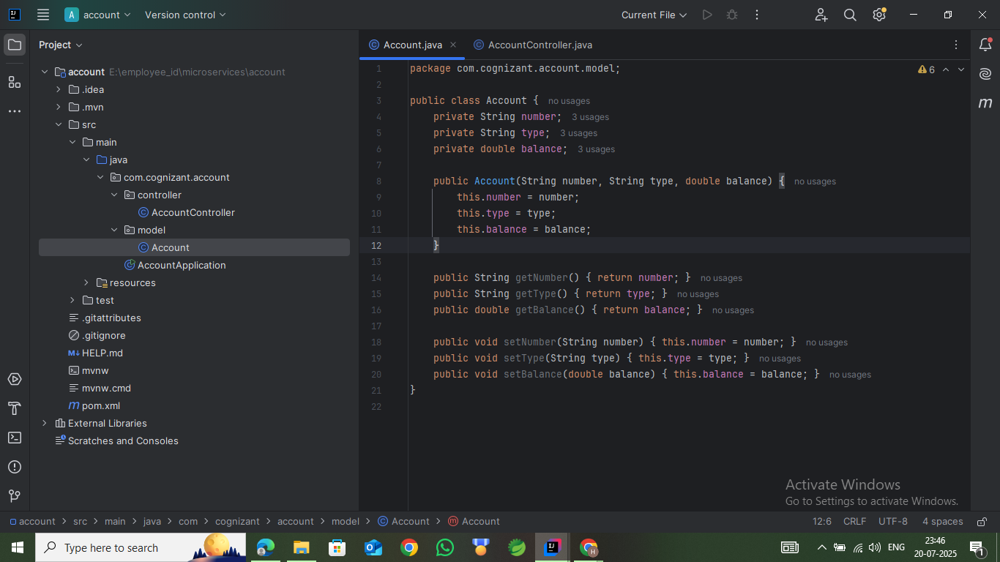 A account Version control Current File
Project
account E:\employee_id\microservices\account
.idea
.mvn
src
main
java
com.cognizant.account
controller
AccountController
model
Account
AccountApplication
resources
test
.gitattributes
.gitignore
M↓ HELP.md
mvnw
mvnw.cmd
m pom.xml
External Libraries
Scratches and Consoles
Account.java AccountController.java
6
1 package com.cognizant.account.model;
2
3 public class Account { no usages
4 private String number; 3 usages
5 private String type; 3 usages
6 private double balance; 3 usages
7
8 public Account(String number, String type, double balance) { no usages
9 this.number = number;
10 this.type = type;
11 this.balance = balance;
12 }
13
14 public String getNumber() { return number; } no usages
15 public String getType() { return type; } no usages
16 public double getBalance() { return balance; } no usages
17
18 public void setNumber(String number) { this.number = number; } no usages
19 public void setType(String type) { this.type = type; } no usages
20 public void setBalance(double balance) { this.balance = balance; } no usages
21 }
22
m
Activate Windows
Go to Settings to activate Windows.
account > src > main > java > com > cognizant > account > model > Account > Account
12:6 CRLF UTF-8 4 spaces
Type here to search
H
ENG
23:46
20-07-2025
1